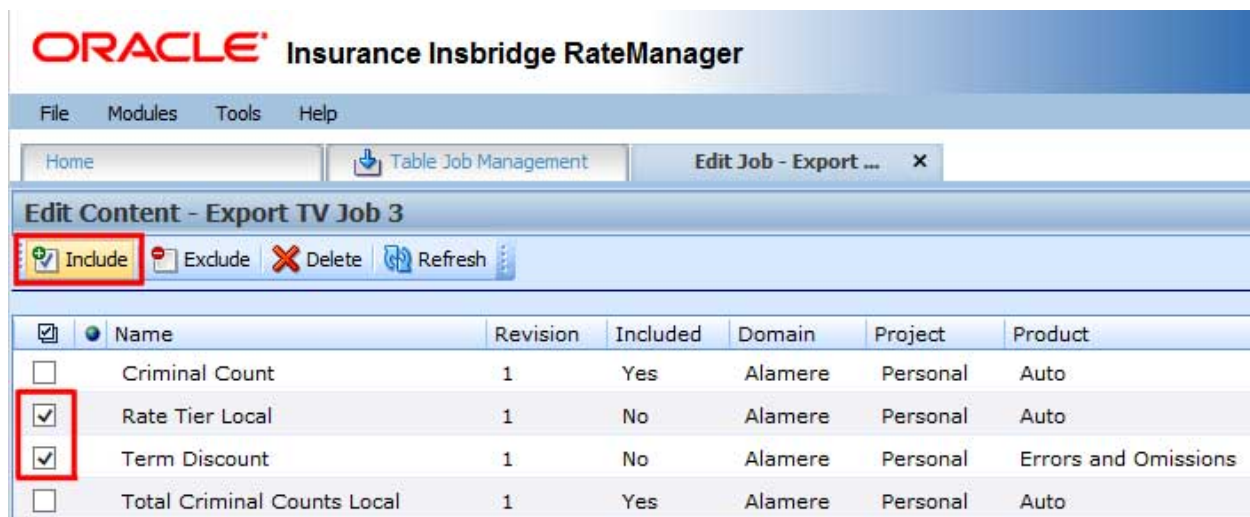 ORACLE® Insurance Insbridge RateManager
File Modules Tools Help
Home Table Job Management Edit Job - Export ... ×
Edit Content - Export TV Job 3
Include Exclude Delete Refresh
Name Revision Included Domain Project Product
Criminal Count 1 Yes Alamere Personal Auto
Rate Tier Local 1 No Alamere Personal Auto
Term Discount 1 No Alamere Personal Errors and Omissions
Total Criminal Counts Local 1 Yes Alamere Personal Auto